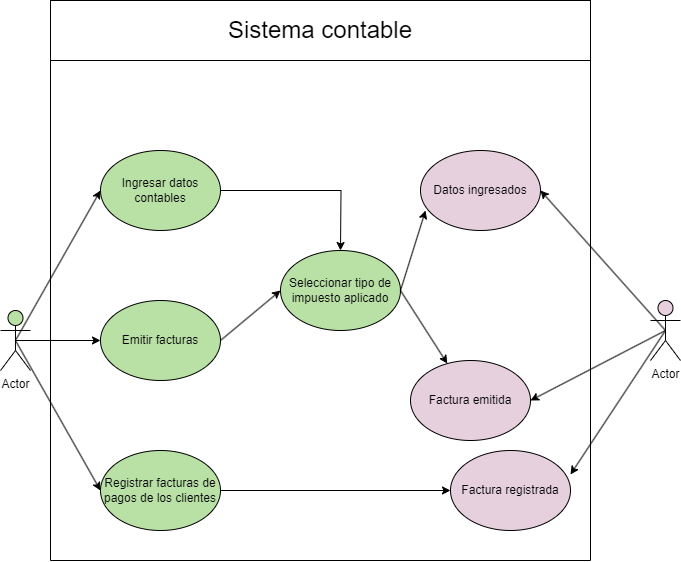 Sistema contable
Ingresar datos
contables
Datos ingresados
Seleccionar tipo de
impuesto aplicado
Emitir facturas
Actor
Actor
Factura emitida
Registrar facturas de
pagos de los clientes
Factura registrada